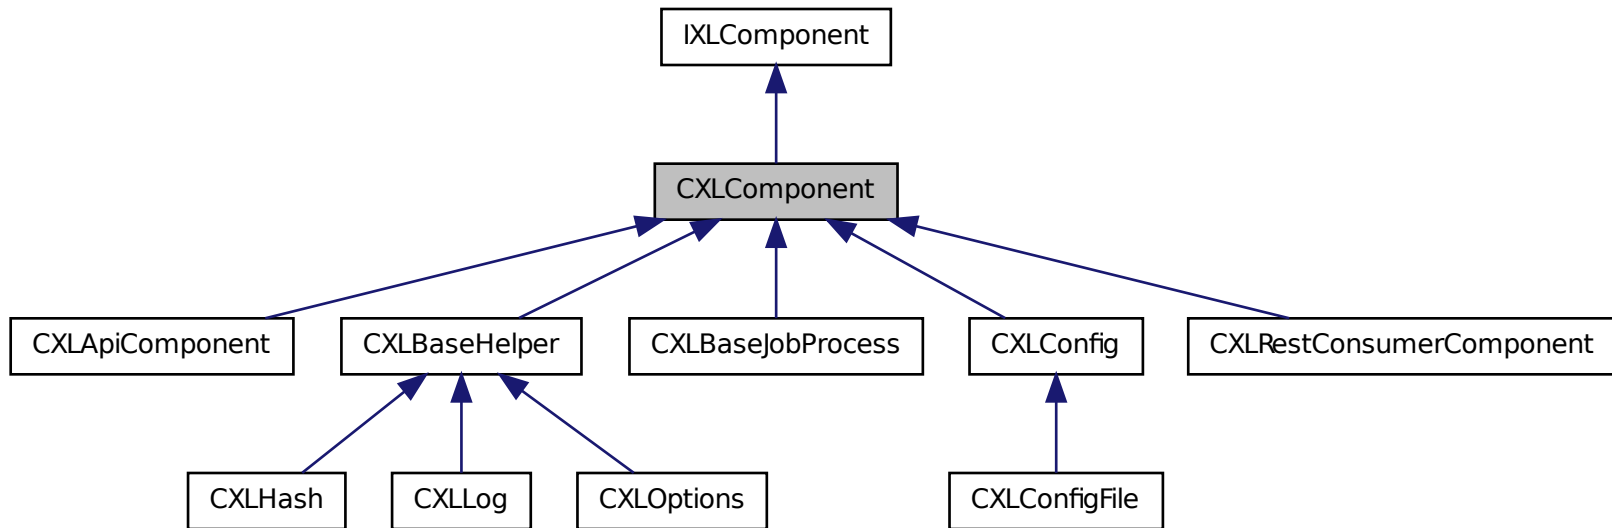 IXLComponent
CXLComponent
CXLApiComponent
CXLBaseHelper
CXLBaseJobProcess
CXLConfig
CXLRestConsumerComponent
CXLHash
CXLLog
CXLOptions
CXLConfigFile